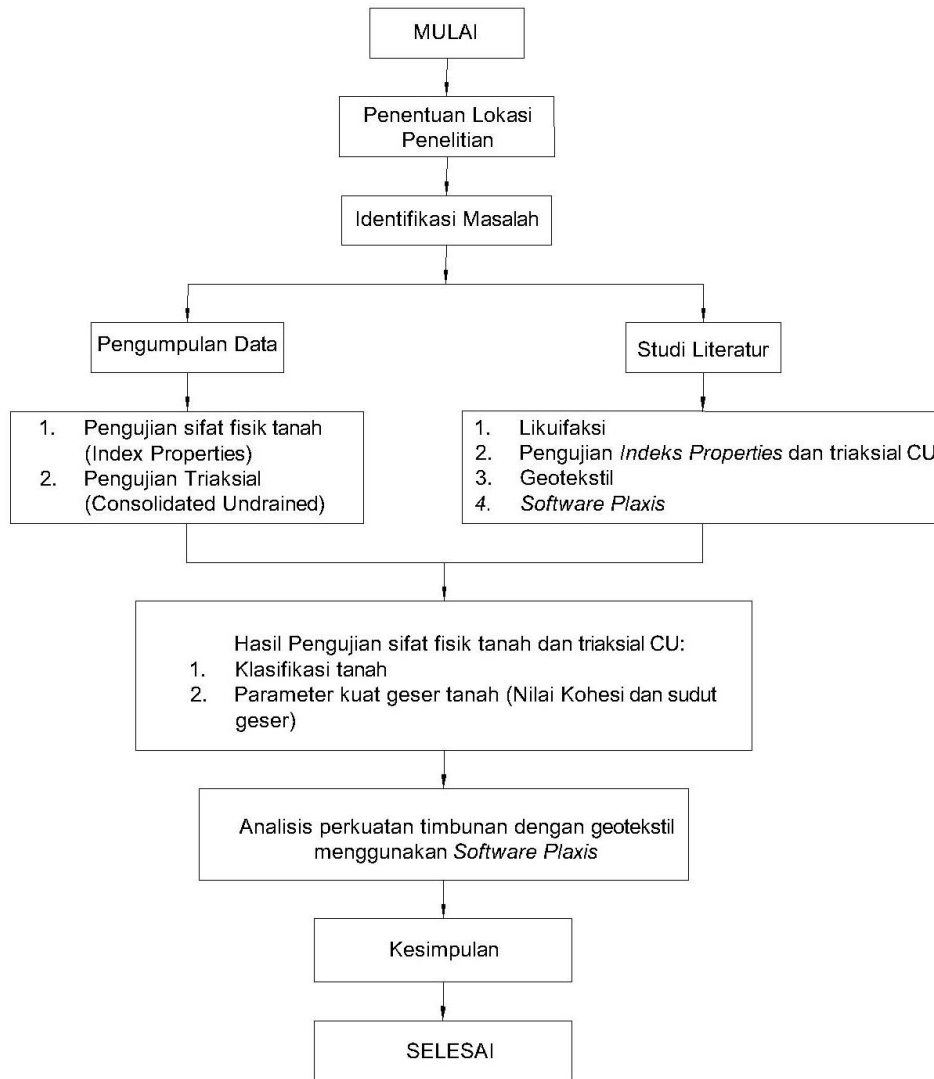 MULAI
Penentuan Lokasi
Penelitian
Identifikasi Masalah
Pengumpulan Data
Studi Literatur
1. Pengujian sifat fisik tanah
(Index Properties)
2. Pengujian Triaksial
(Consolidated Undrained)
1. Likuifaksi
2. Pengujian Indeks Properties dan triaksial CU
3. Geotekstil
4. Software Plaxis
Hasil Pengujian sifat fisik tanah dan triaksial CU:
1. Klasifikasi tanah
2. Parameter kuat geser tanah (Nilai Kohesi dan sudut
geser)
Analisis perkuatan timbunan dengan geotekstil
menggunakan Software Plaxis
Kesimpulan
SELESAI